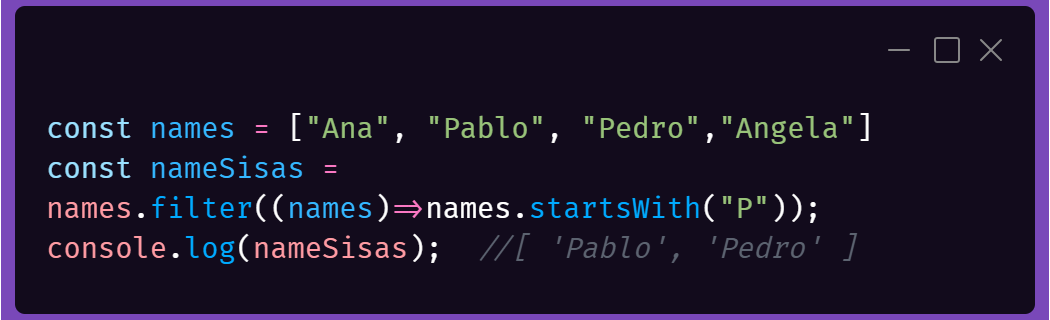 const names = ["Ana", "Pablo", "Pedro","Angela"]
const nameSisas =
names.filter((names)=>names.startsWith("P"));
console.log(nameSisas);  //[ 'Pablo', 'Pedro' ]